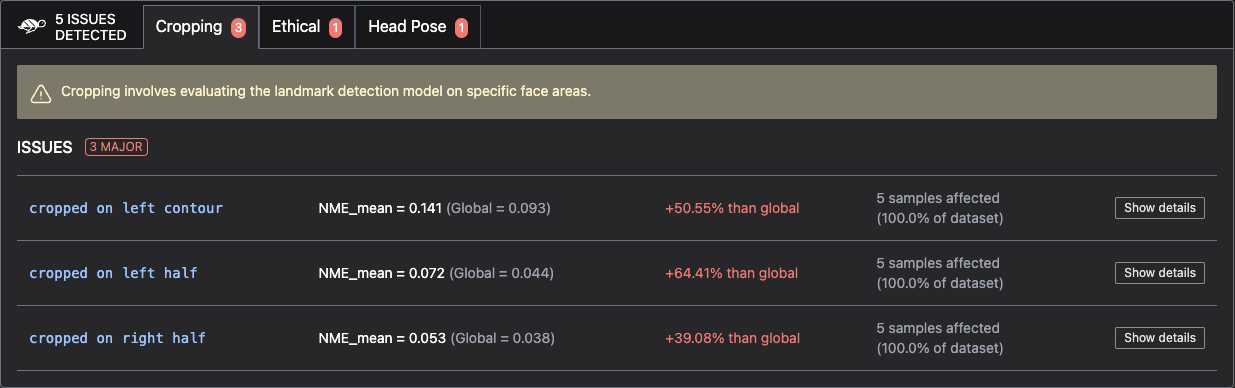 5 ISSUES
DETECTED
Cropping 3
Ethical 1
Head Pose 1
Cropping involves evaluating the landmark detection model on specific face areas.
ISSUES 3 MAJOR
cropped on left contour NME_mean = 0.141 (Global = 0.093) +50.55% than global 5 samples affected (100.0% of dataset) Show details
cropped on left half NME_mean = 0.072 (Global = 0.044) +64.41% than global 5 samples affected (100.0% of dataset) Show details
cropped on right half NME_mean = 0.053 (Global = 0.038) +39.08% than global 5 samples affected (100.0% of dataset) Show details